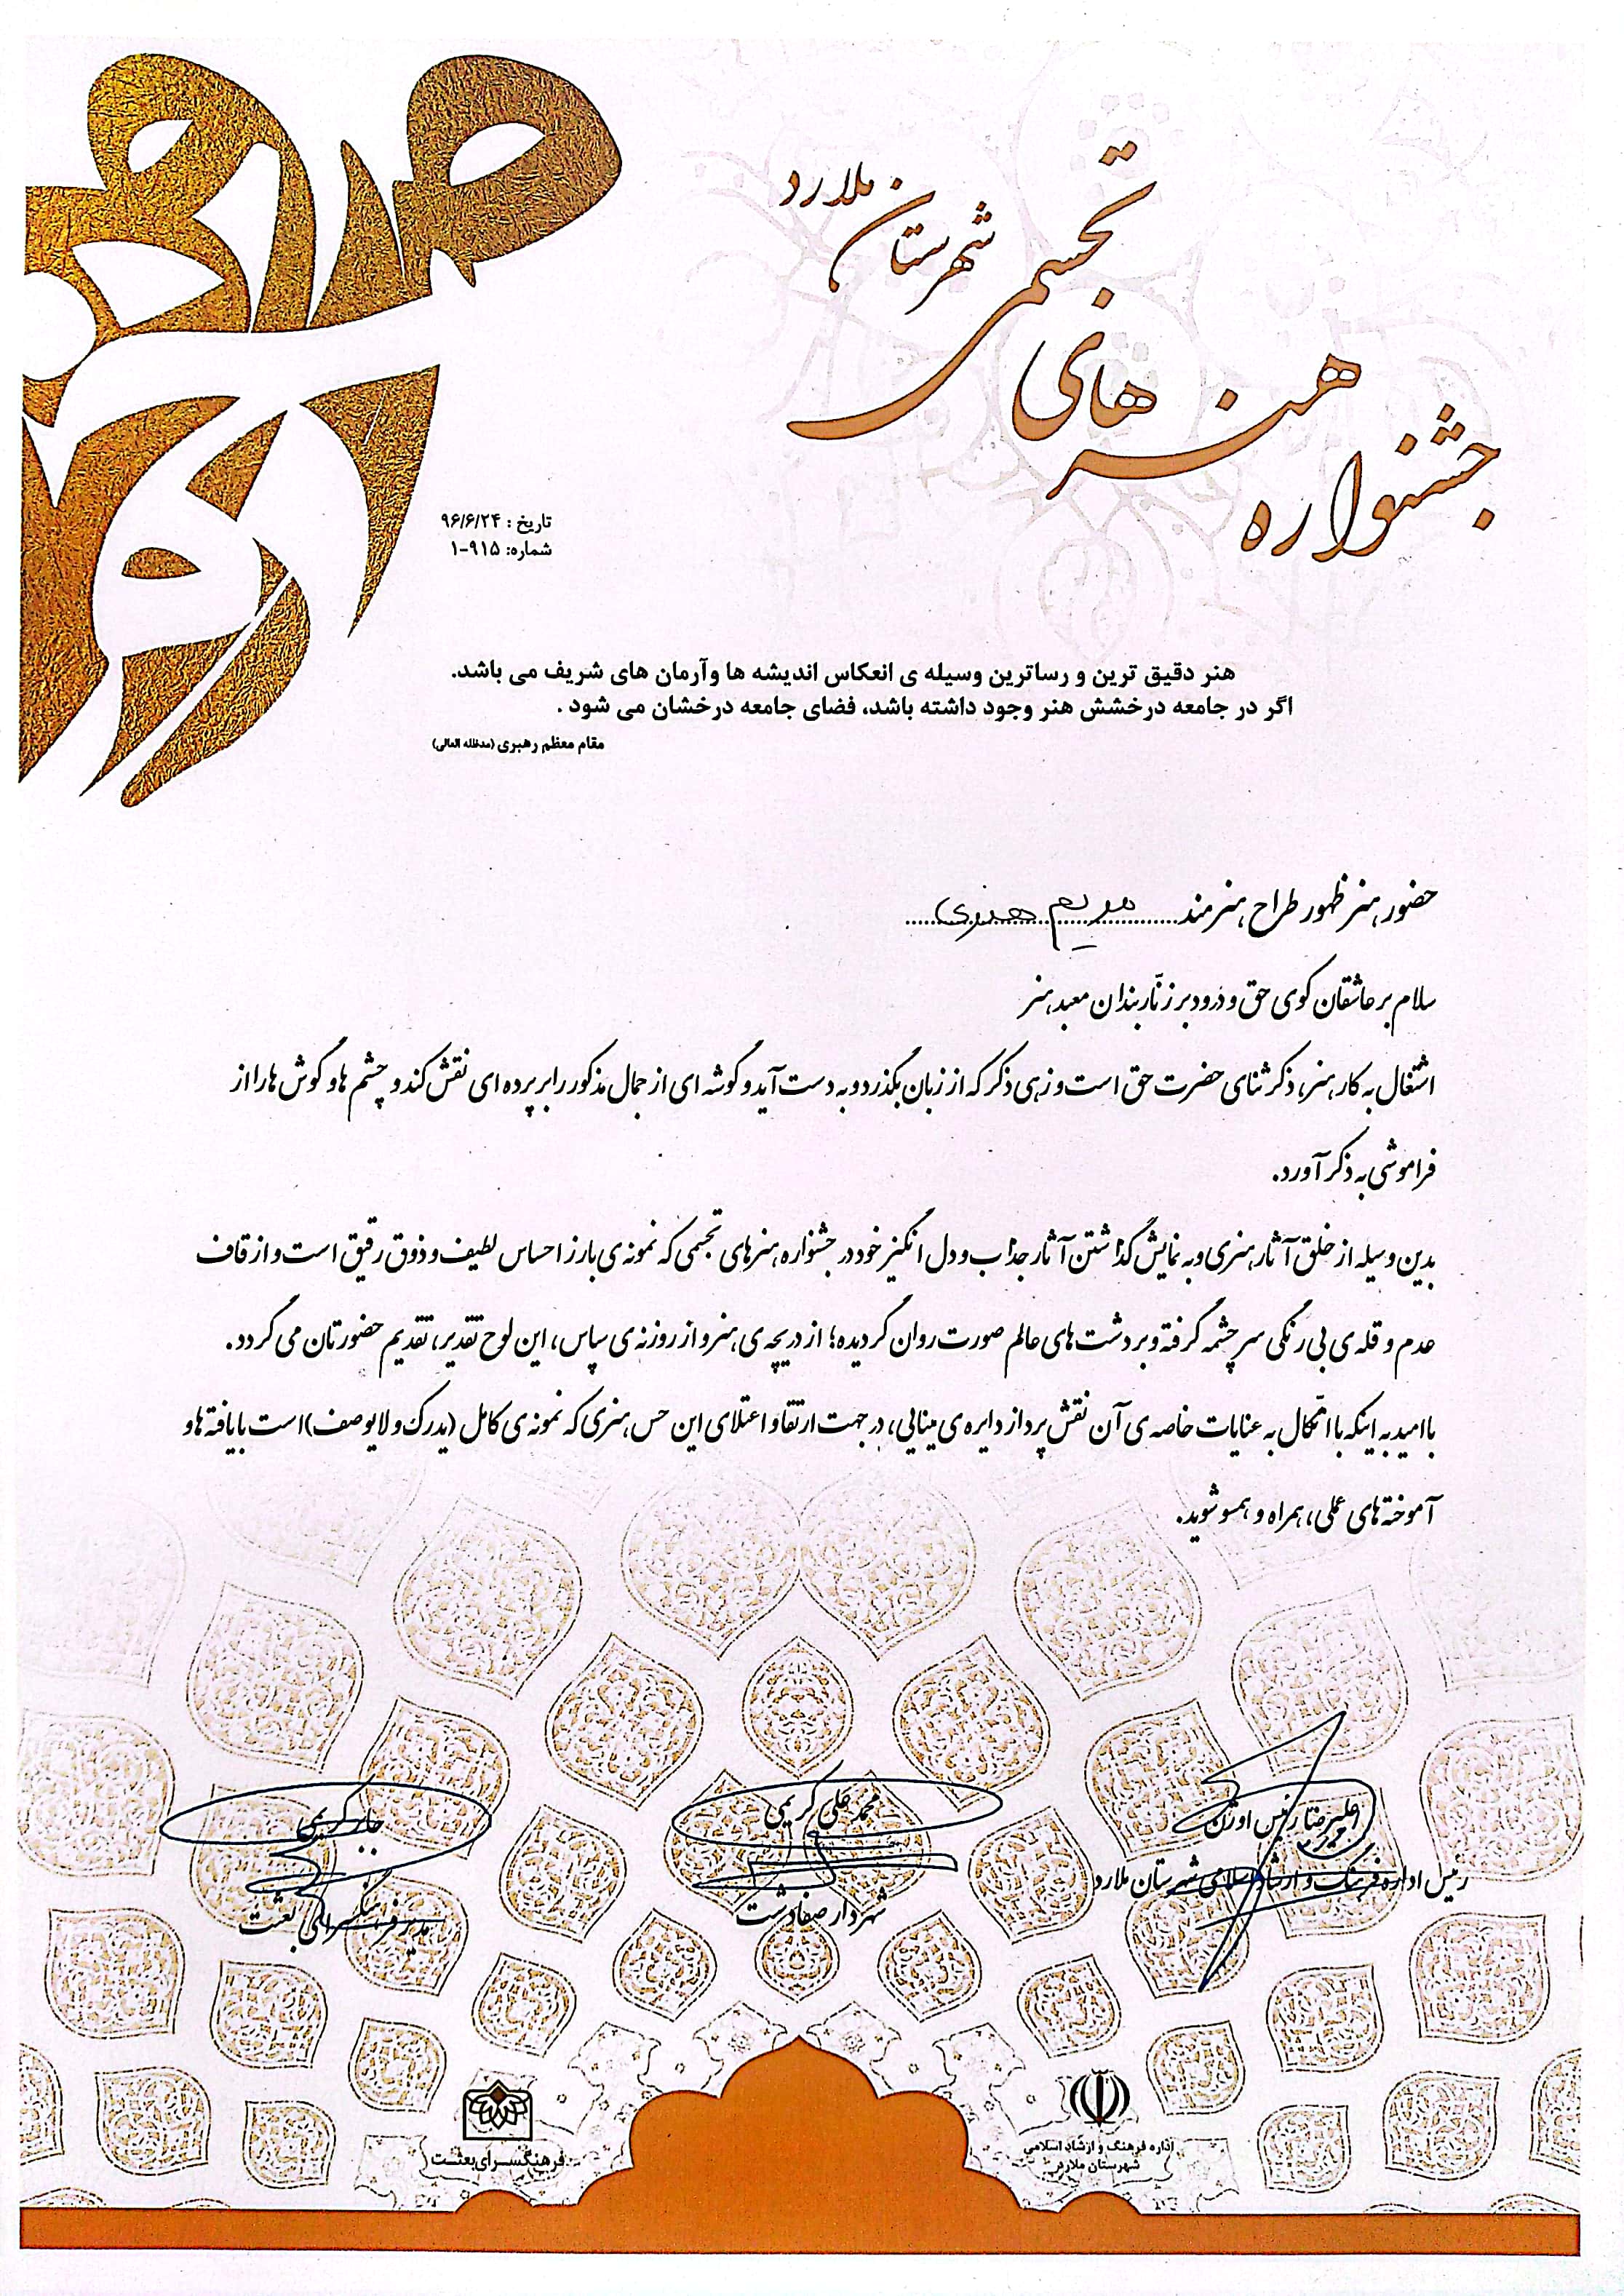 جشنواره هنرهای تجسمی شهرستان ملارد
تاریخ : ۹۶/۶/۲۴
شماره: ۹۱۵-۱
هنر دقیق ترین و رساترین وسیله ی انعکاس اندیشه ها وآرمان های شریف می باشد.
اگر در جامعه درخشش هنر وجود داشته باشد، فضای جامعه درخشان می شود .
مقام معظم رهبری (مدظله العالی)
حضور هنر ظهور طراح هنرمند مریم هنری
سلام بر عاشقان کوی حق و درود بر زنّاربندان معبد هنر
اشتغال به کار هنر، ذکر ثنای حضرت حق است و زهی ذکر که از زبان بگذرد و به دست آید و گوشه ای از جمال مذکور را بر پرده ای نقش کند و چشم ها و گوش ها را از
فراموشی به ذکر آورد.
بدین وسیله از خلق آثار هنری و به نمایش گذاشتن آثار جذاب و دل انگیز خود در جشنواره هنرهای تجسمی که نمونه ی بارز احساس لطیف و ذوق رقیق است و از قاف
عدم و قله ی بی رنگی سرچشمه گرفته و بر دشت های عالم صورت روان گردیده؛ از دریچه ی هنر و از روزنه ی سپاس، این لوح تقدیر، تقدیم حضورتان می گردد.
با امید به اینکه با اتّکال به عنایات خاصه ی آن نقش پرداز دایره ی مینایی، در جهت ارتقا و اعتلای این حس هنری که نمونه ی کامل (یدرک و لایوصف) است با یافته ها و
آموخته های عملی، همراه و همسو شوید.
علیرضا رئیس اوژن
رئیس اداره فرهنگ و ارشاد اسلامی شهرستان ملارد
محمد علی کریمی
شهردار صفادشت
جابر کریمی
مدیر فرهنگسرای بعثت
اداره فرهنگ و ارشاد اسلامی
شهرستان ملارد
فرهنگسرای بعثت